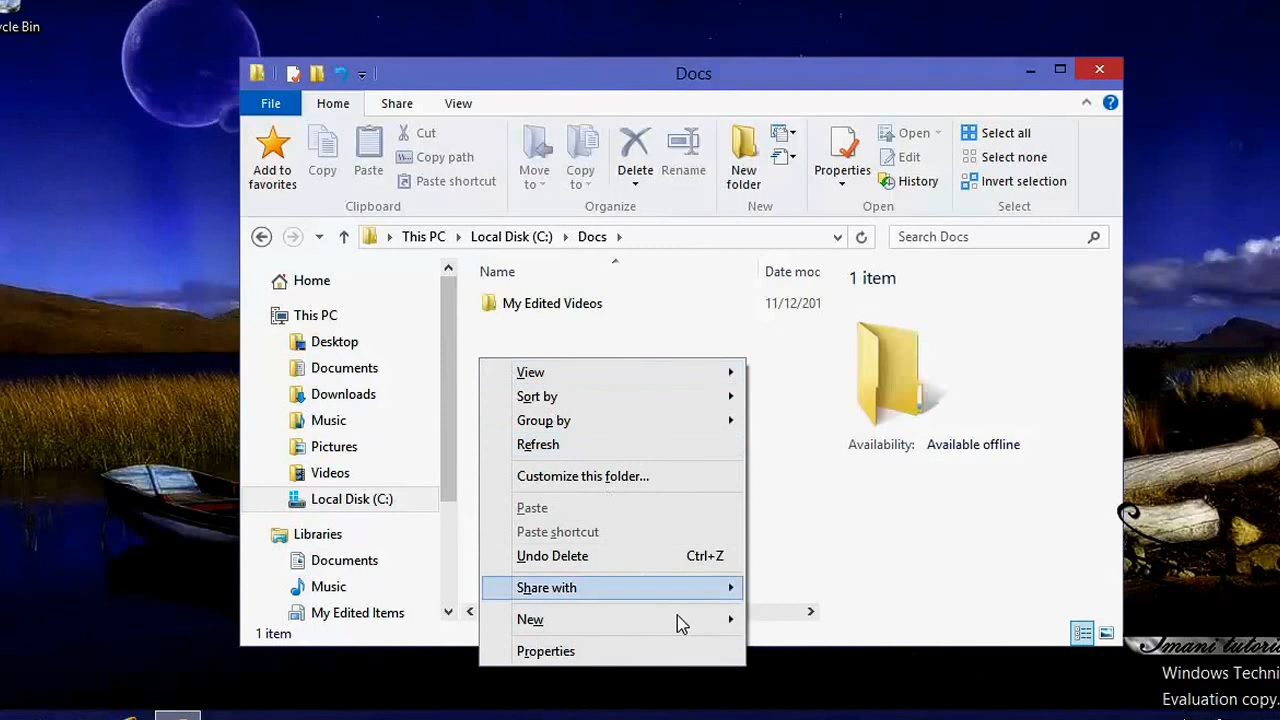 cle Bin
Docs
File Home Share View
Add to favorites
Copy
Paste
Cut
Copy path
Paste shortcut
Clipboard
Move to
Copy to
Delete
Rename
Organize
New folder
New
Properties
Open
Edit
History
Open
Select all
Select none
Invert selection
Select
This PC Local Disk (C:) Docs
Search Docs
Home
This PC
Desktop
Documents
Downloads
Music
Pictures
Videos
Local Disk (C:)
Libraries
Documents
Music
My Edited Items
1 item
Name Date moc
My Edited Videos 11/12/201
View
Sort by
Group by
Refresh
Customize this folder...
Paste
Paste shortcut
Undo Delete Ctrl+Z
Share with
New
Properties
1 item
Availability: Available offline
Imani tutoria
Windows Techni
Evaluation copy.